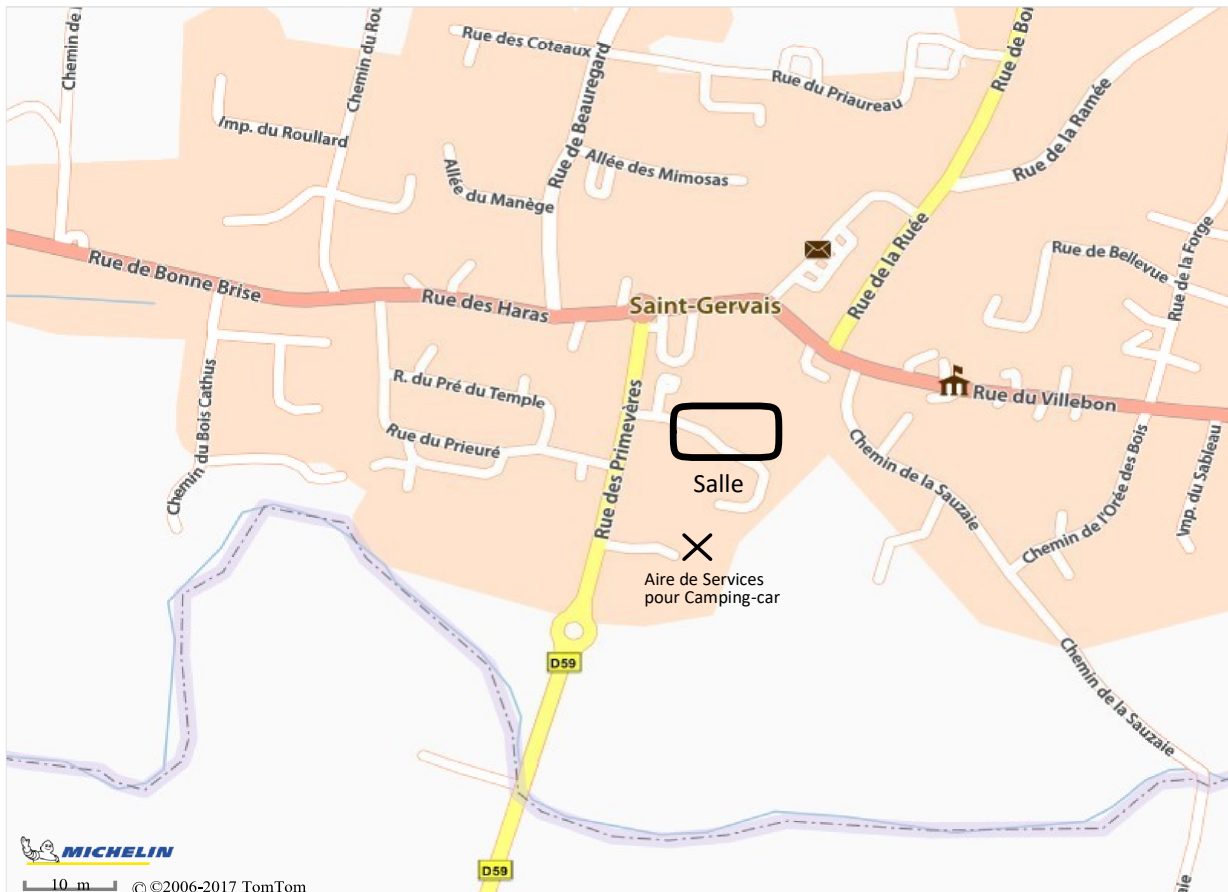 Chemin de
Chemin du Rou
Rue des Coteaux
Rue du Priaureau
Rue de Boi
Rue de la Ramée
Rue de Beauregard
Imp. du Roullard
Allée des Mimosas
Allée du Manège
Rue de la Ruée
Rue de Bellevue
Rue de la Forge
Rue de Bonne Brise
Rue des Haras
Saint-Gervais
R. du Pré du Temple
Rue du Villebon
Rue du Prieuré
Rue des Primevères
Chemin du Bois Cathus
Salle
Chemin de la Sauzaie
Chemin de l'Orée des Bois
Imp. du Sableau
Aire de Services
pour Camping-car
D59
Chemin de la Sauzaie
MICHELIN
D59
10 m
© ©2006-2017 TomTom